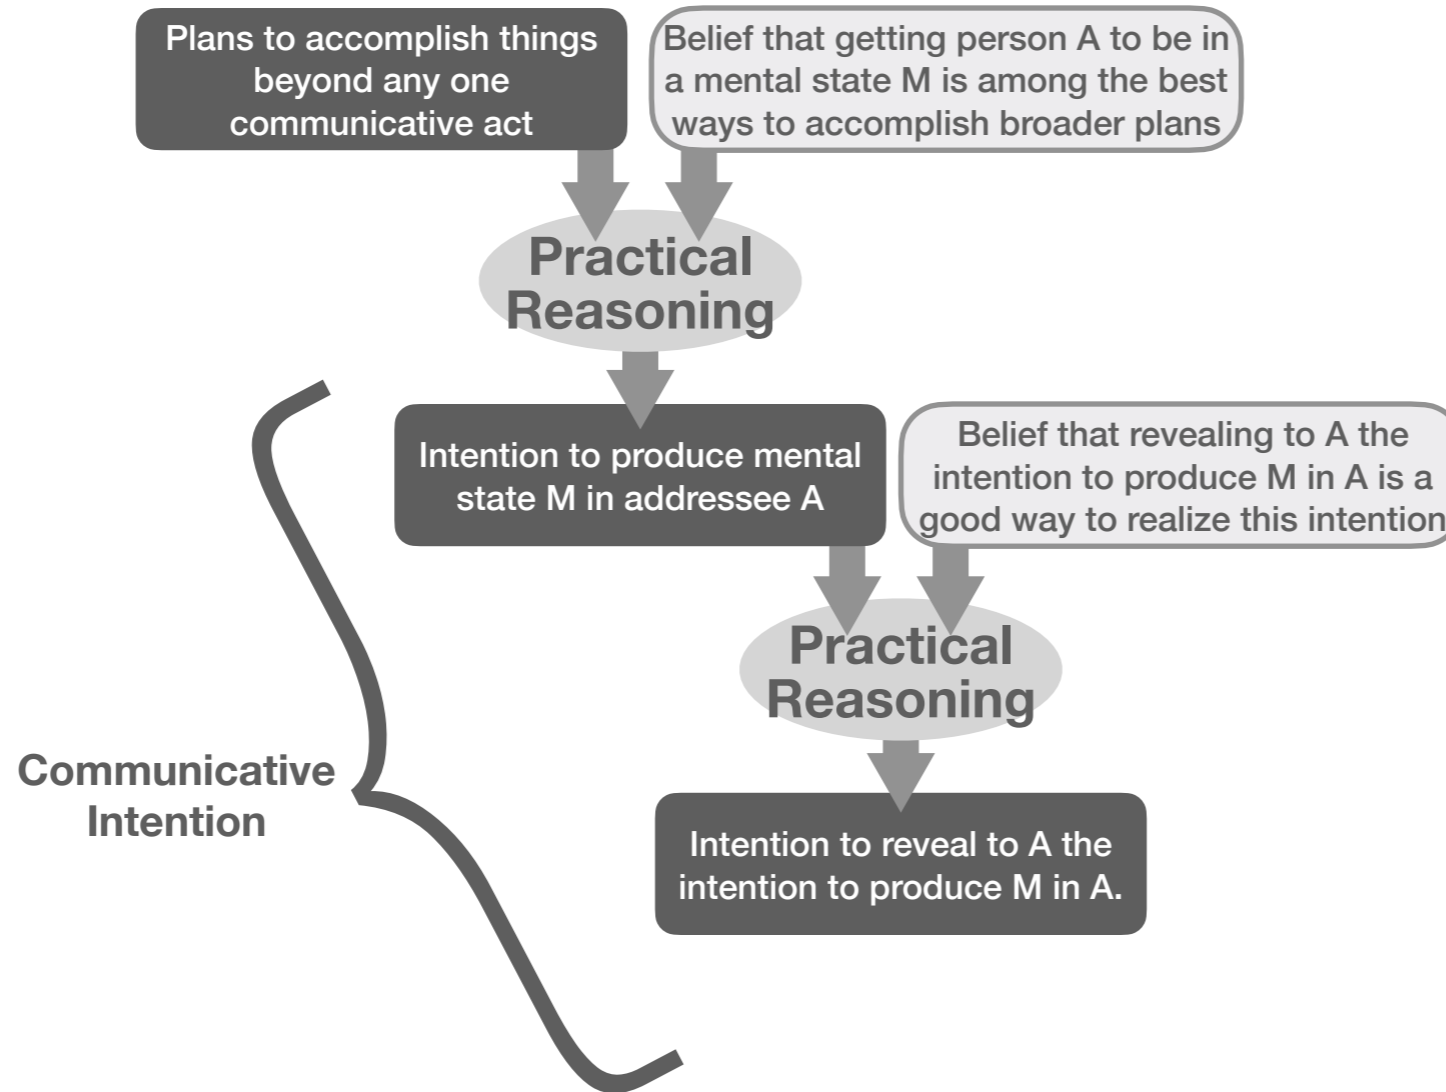 Plans to accomplish things
beyond any one
communicative act
Belief that getting person A to be in
a mental state M is among the best
ways to accomplish broader plans
Practical
Reasoning
Intention to produce mental
state M in addressee A
Belief that revealing to A the
intention to produce M in A is a
good way to realize this intention
Practical
Reasoning
Communicative
Intention
Intention to reveal to A the
intention to produce M in A.